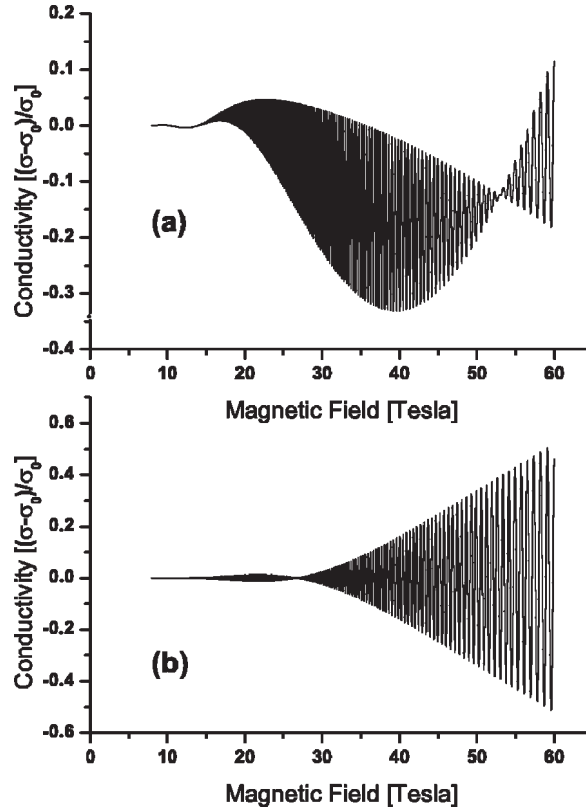 0.2
0.1
0.0
-0.1
-0.2
-0.3
-0.4
Conductivity [(σ-σ₀)/σ₀]
(a)
0 10 20 30 40 50 60
Magnetic Field [Tesla]
0.6
0.4
0.2
0.0
-0.2
-0.4
-0.6
Conductivity [(σ-σ₀)/σ₀]
(b)
0 10 20 30 40 50 60
Magnetic Field [Tesla]